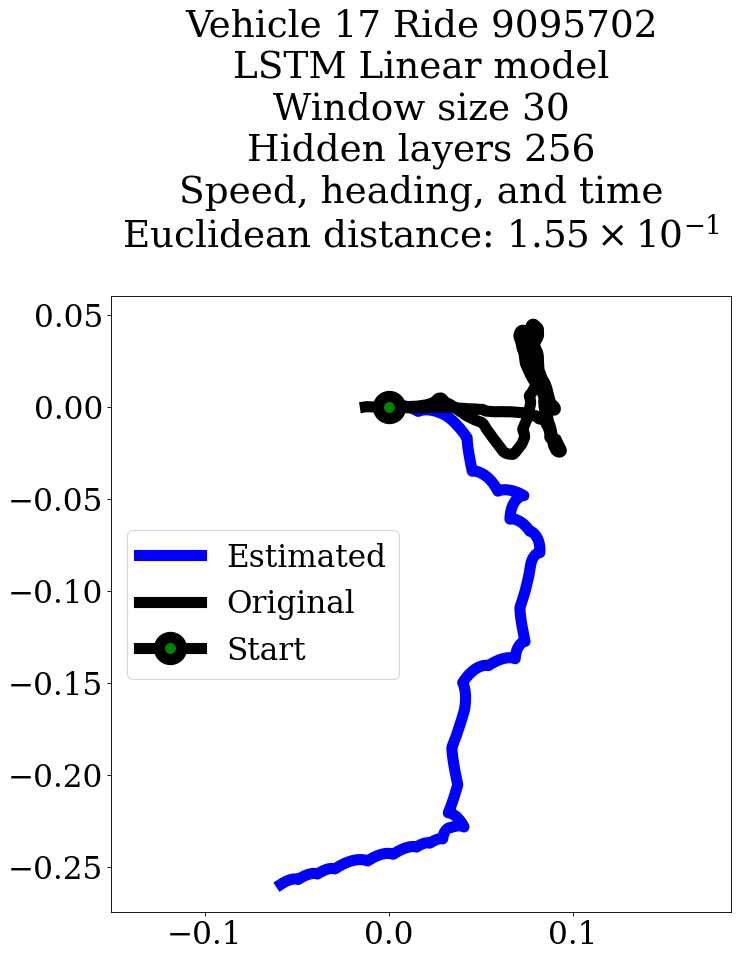 Vehicle 17 Ride 9095702
LSTM Linear model
Window size 30
Hidden layers 256
Speed, heading, and time
Euclidean distance: 1.55 × 10⁻¹
0.05
0.00
−0.05
−0.10
−0.15
−0.20
−0.25
Estimated
Original
Start
−0.1
0.0
0.1